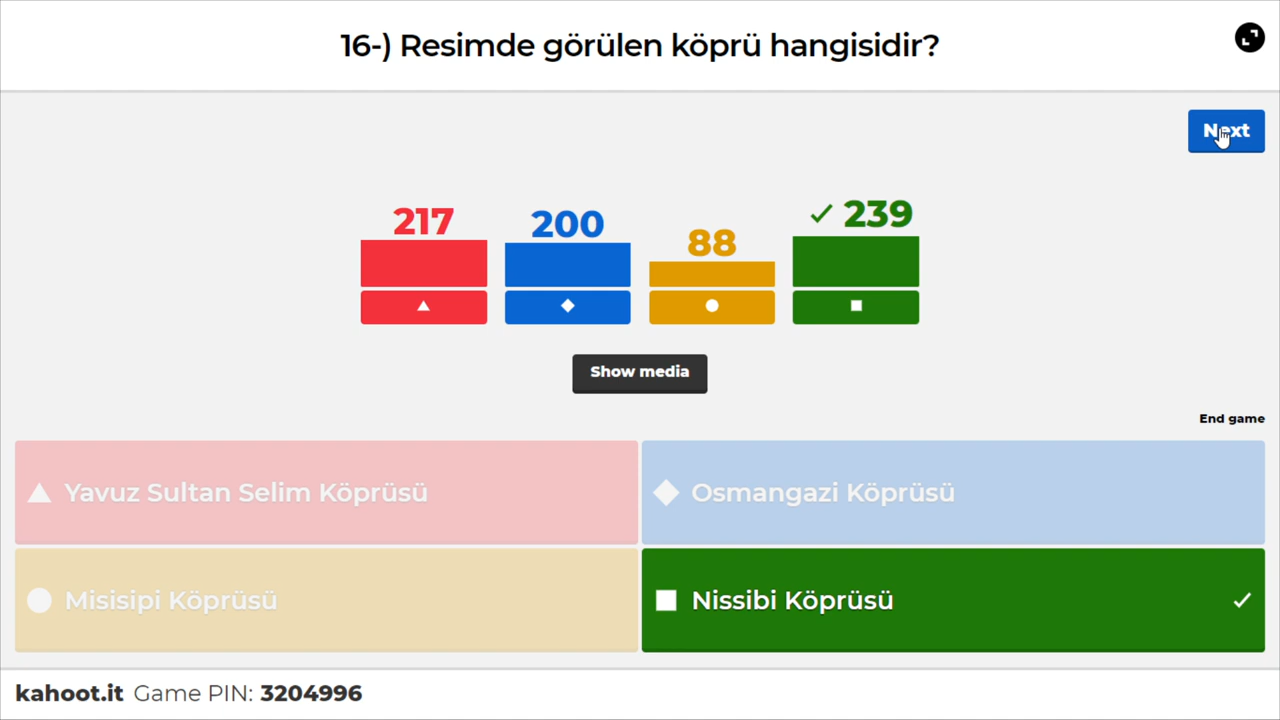 16-) Resimde görülen köprü hangisidir?
Next
217
200
88
239
Show media
End game
Yavuz Sultan Selim Köprüsü
Osmangazi Köprüsü
Misisipi Köprüsü
Nissibi Köprüsü
kahoot.it Game PIN: 3204996